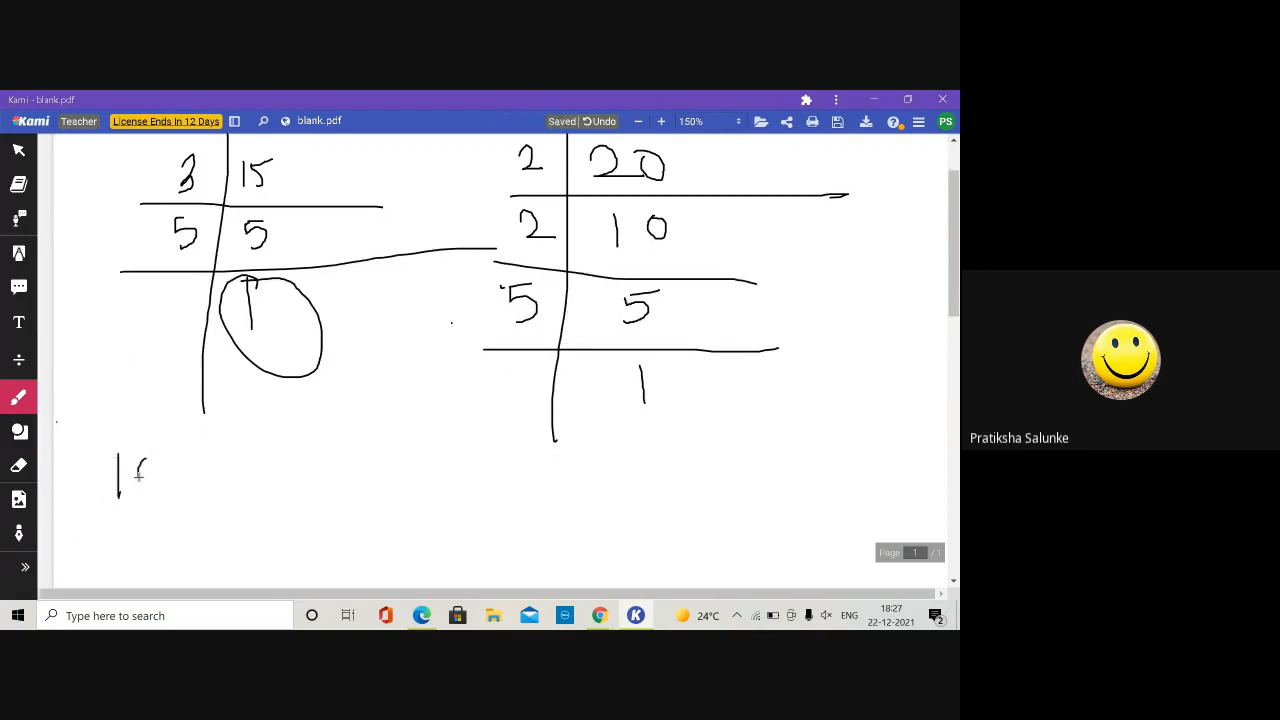 Kami - blank.pdf
Kami Teacher License Ends In 12 Days blank.pdf Saved Undo 150% PS
3 15
5 5
1
2 20
2 10
5 5
1
Page 1 / 1
Pratiksha Salunke
Type here to search
24°C ENG
18:27
22-12-2021
2